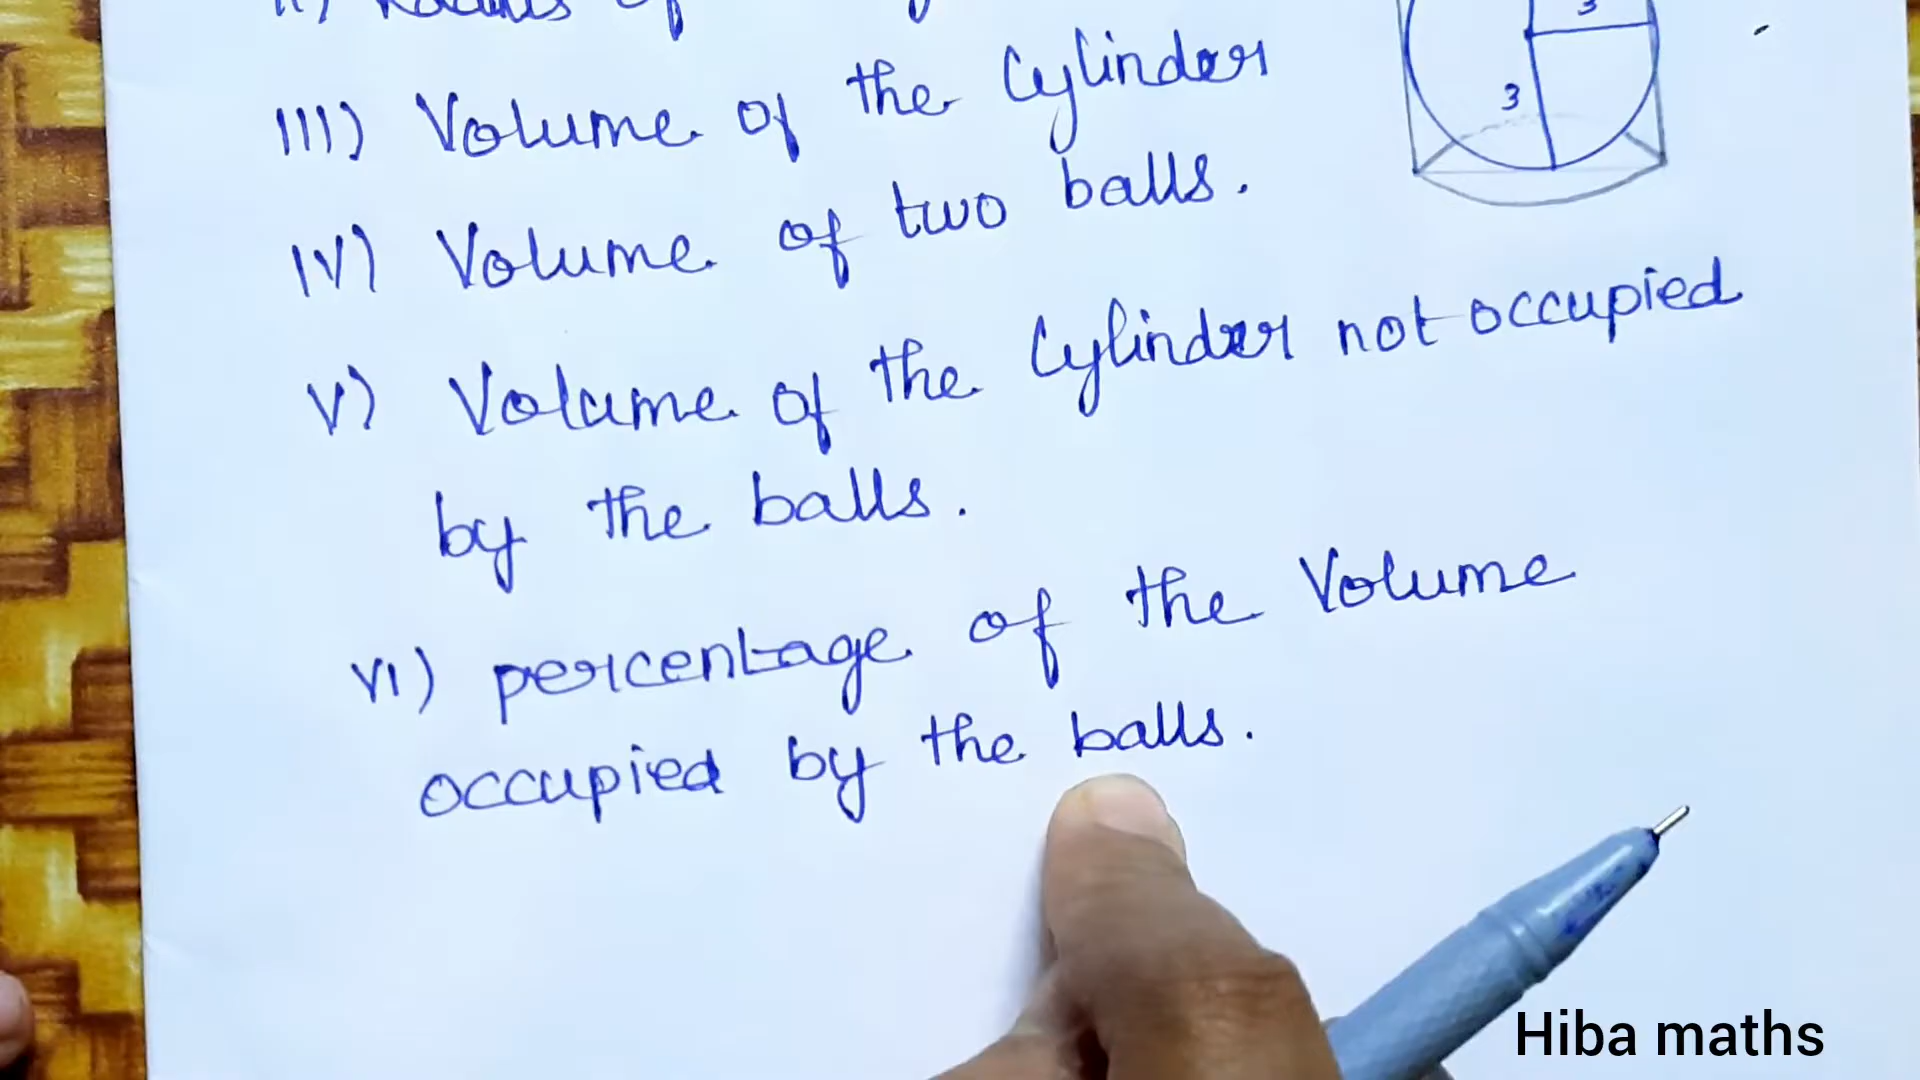 3
III) Volume of the Cylinder
3
IV) Volume of two balls.
V) Volume of the Cylinder not occupied
by the balls.
VI) percentage of the Volume
occupied by the balls.
Hiba maths